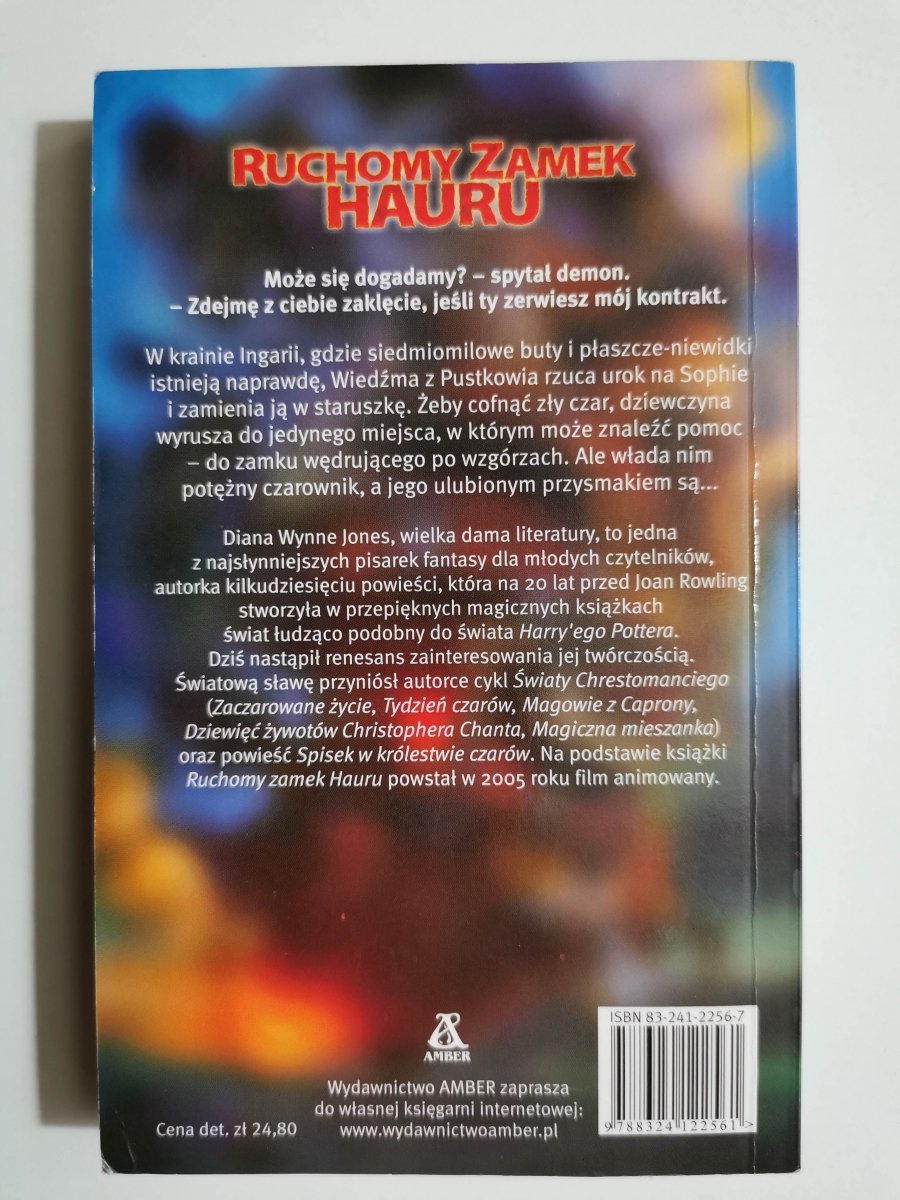 RUCHOMY ZAMEK
HAURU
Może się dogadamy? – spytał demon.
– Zdejmę z ciebie zaklęcie, jeśli ty zerwiesz mój kontrakt.
W krainie Ingarii, gdzie siedmiomilowe buty i płaszcze-niewidki
istnieją naprawdę, Wiedźma z Pustkowia rzuca urok na Sophie
i zamienia ją w staruszkę. Żeby cofnąć zły czar, dziewczyna
wyrusza do jedynego miejsca, w którym może znaleźć pomoc
– do zamku wędrującego po wzgórzach. Ale włada nim
potężny czarownik, a jego ulubionym przysmakiem są...
Diana Wynne Jones, wielka dama literatury, to jedna
z najsłynniejszych pisarek fantasy dla młodych czytelników,
autorka kilkudziesięciu powieści, która na 20 lat przed Joan Rowling
stworzyła w przepięknych magicznych książkach
świat łudząco podobny do świata Harry'ego Pottera.
Dziś nastąpił renesans zainteresowania jej twórczością.
Światową sławę przyniósł autorce cykl Światy Chrestomanciego
(Zaczarowane życie, Tydzień czarów, Magowie z Caprony,
Dziewięć żywotów Christophera Chanta, Magiczna mieszanka)
oraz powieść Spisek w królestwie czarów. Na podstawie książki
Ruchomy zamek Hauru powstał w 2005 roku film animowany.
ISBN 83-241-2256-7
AMBER
Wydawnictwo AMBER zaprasza
do własnej księgarni internetowej:
www.wydawnictwoamber.pl
Cena det. zł 24,80
9 788324 122561 >